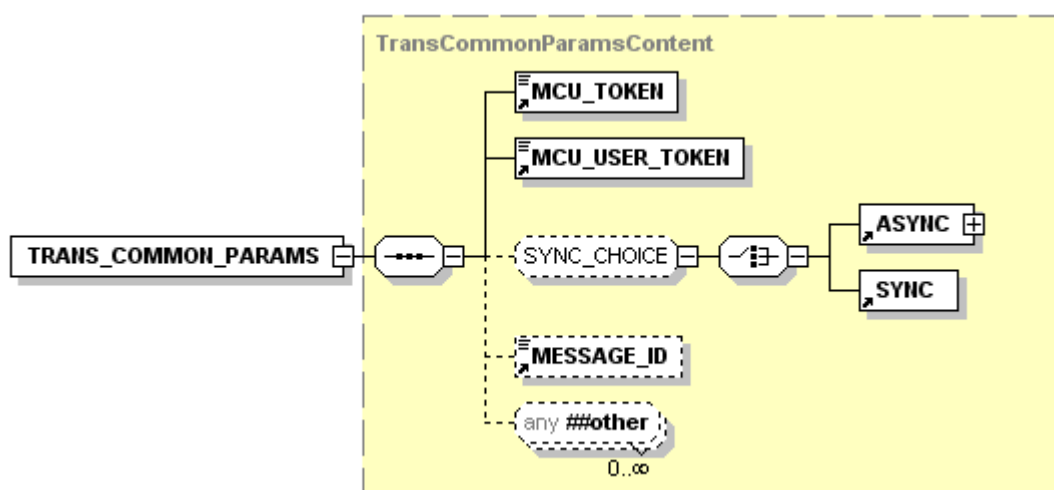 TransCommonParamsContent
MCU_TOKEN
MCU_USER_TOKEN
TRANS_COMMON_PARAMS
SYNC_CHOICE
ASYNC
SYNC
MESSAGE_ID
any ##other
0..∞